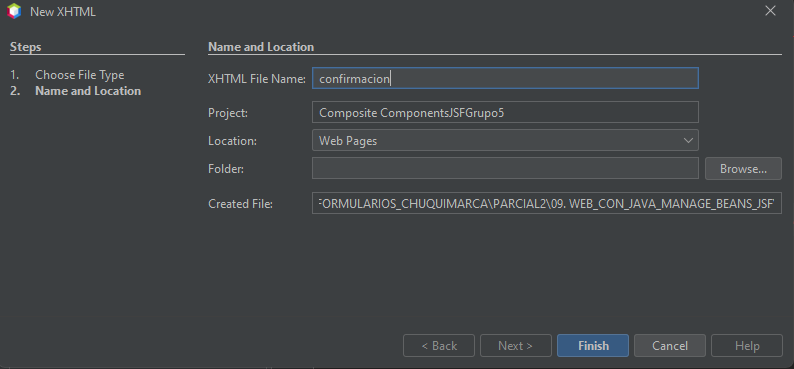 New XHTML
Steps
1. Choose File Type
2. Name and Location
Name and Location
XHTML File Name: confirmacion
Project: Composite ComponentsJSFGrupo5
Location: Web Pages
Folder: Browse...
Created File: FORMULARIOS_CHUQUIMARCA\PARCIAL2\09. WEB_CON_JAVA_MANAGE_BEANS_JSF\
< Back Next > Finish Cancel Help